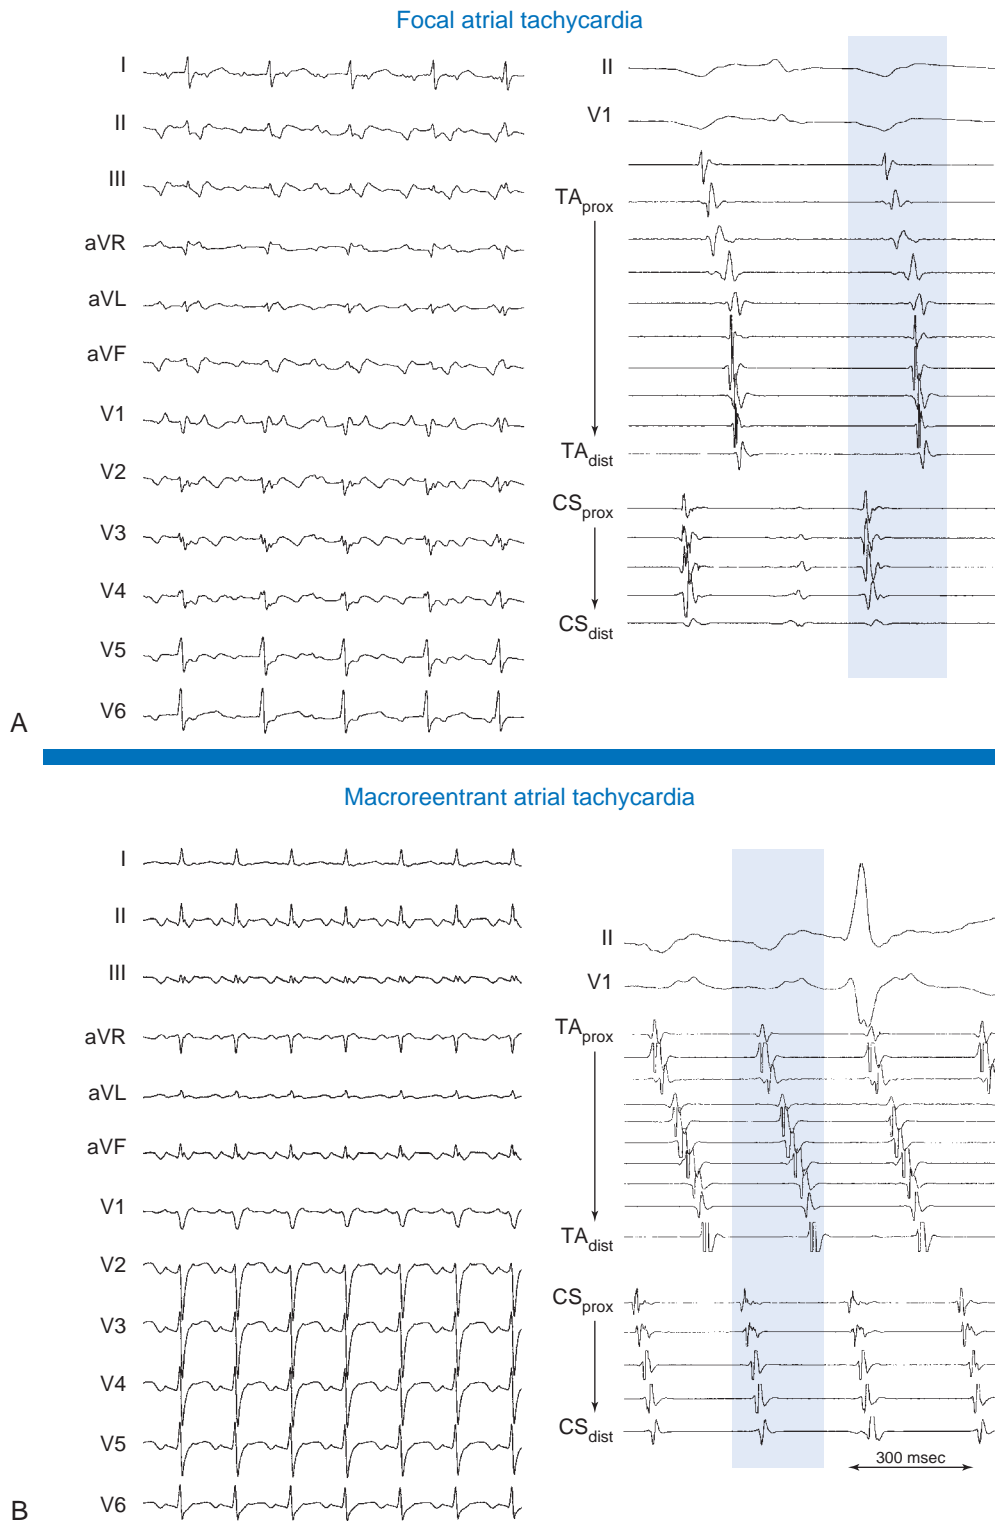 Focal atrial tachycardia
I
II
III
aVR
aVL
aVF
V1
V2
V3
V4
V5
V6
II
V1
TAprox
TAdist
CSprox
CSdist
A
Macroreentrant atrial tachycardia
I
II
III
aVR
aVL
aVF
V1
V2
V3
V4
V5
V6
II
V1
TAprox
TAdist
CSprox
CSdist
300 msec
B